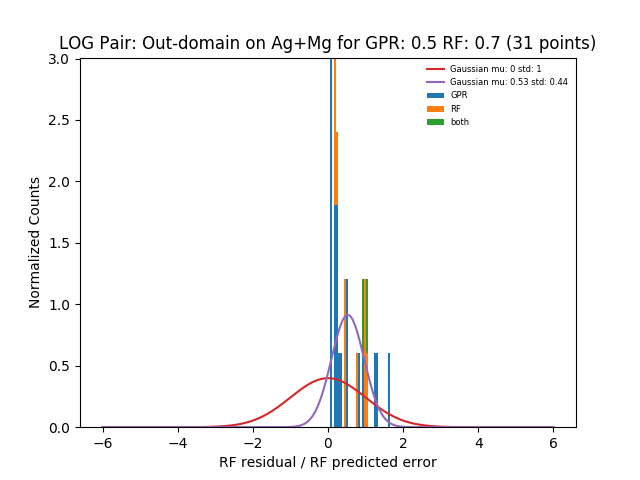 LOG Pair: Out-domain on Ag+Mg for GPR: 0.5 RF: 0.7 (31 points)
Gaussian mu: 0 std: 1
Gaussian mu: 0.53 std: 0.44
GPR
RF
both
3.0
2.5
2.0
1.5
1.0
0.5
0.0
Normalized Counts
−6 −4 −2 0 2 4 6
RF residual / RF predicted error